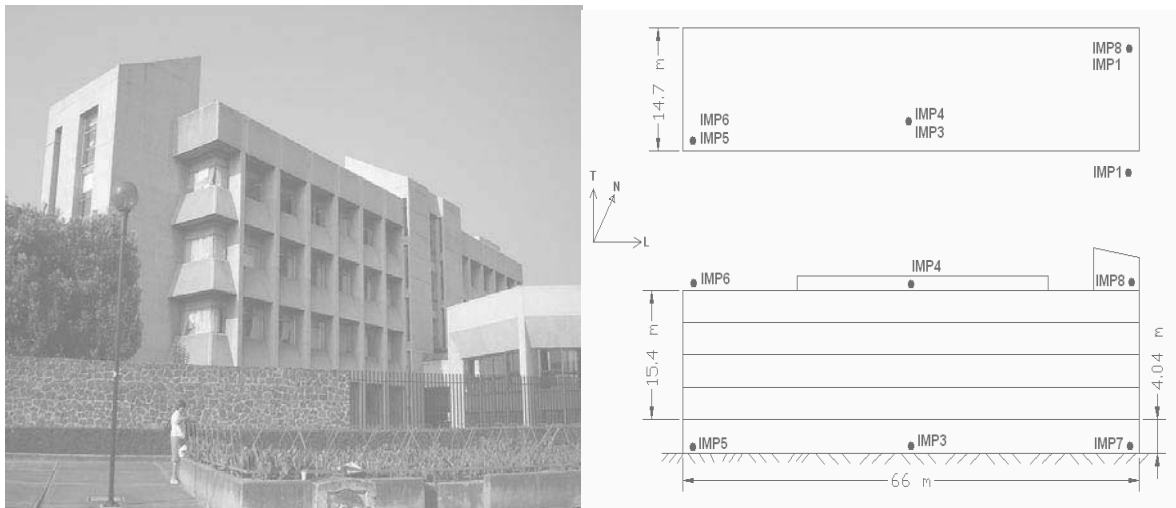 14.7 m
IMP8
IMP1
IMP4
IMP3
IMP6
IMP5
IMP1
T
N
L
IMP6
IMP4
IMP8
15.4 m
4.04 m
IMP5
IMP3
IMP7
66 m